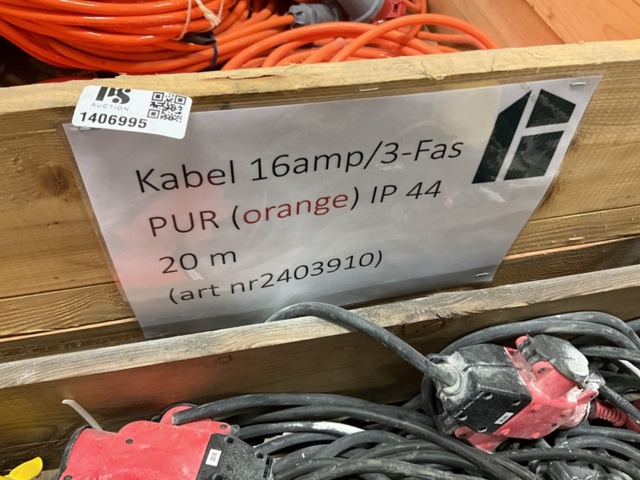 PS
AUCTION
1406995
Kabel 16amp/3-Fas
PUR (orange) IP 44
20 m
(art nr2403910)